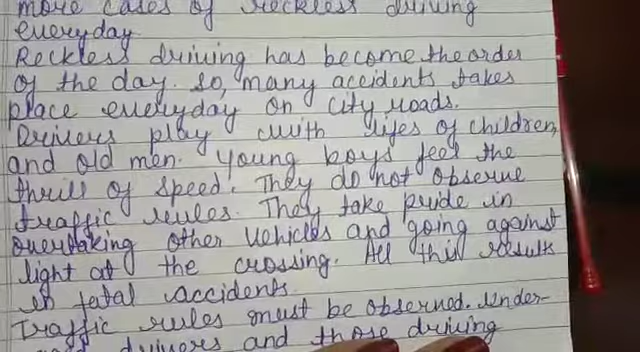 more cases of reckless driving
everyday
Reckless driving has become the order
of the day. So, many accidents takes
place everyday on city roads.
Drivers play with lifes of children,
and old men. Young boys feel the
thrill of speed. They do not observe
traffic rules. They take pride in
overtaking other vehicles and going against
light at the crossing. All this results
in fatal accidents.
Traffic rules must be observed. Under-
drivers and those driving